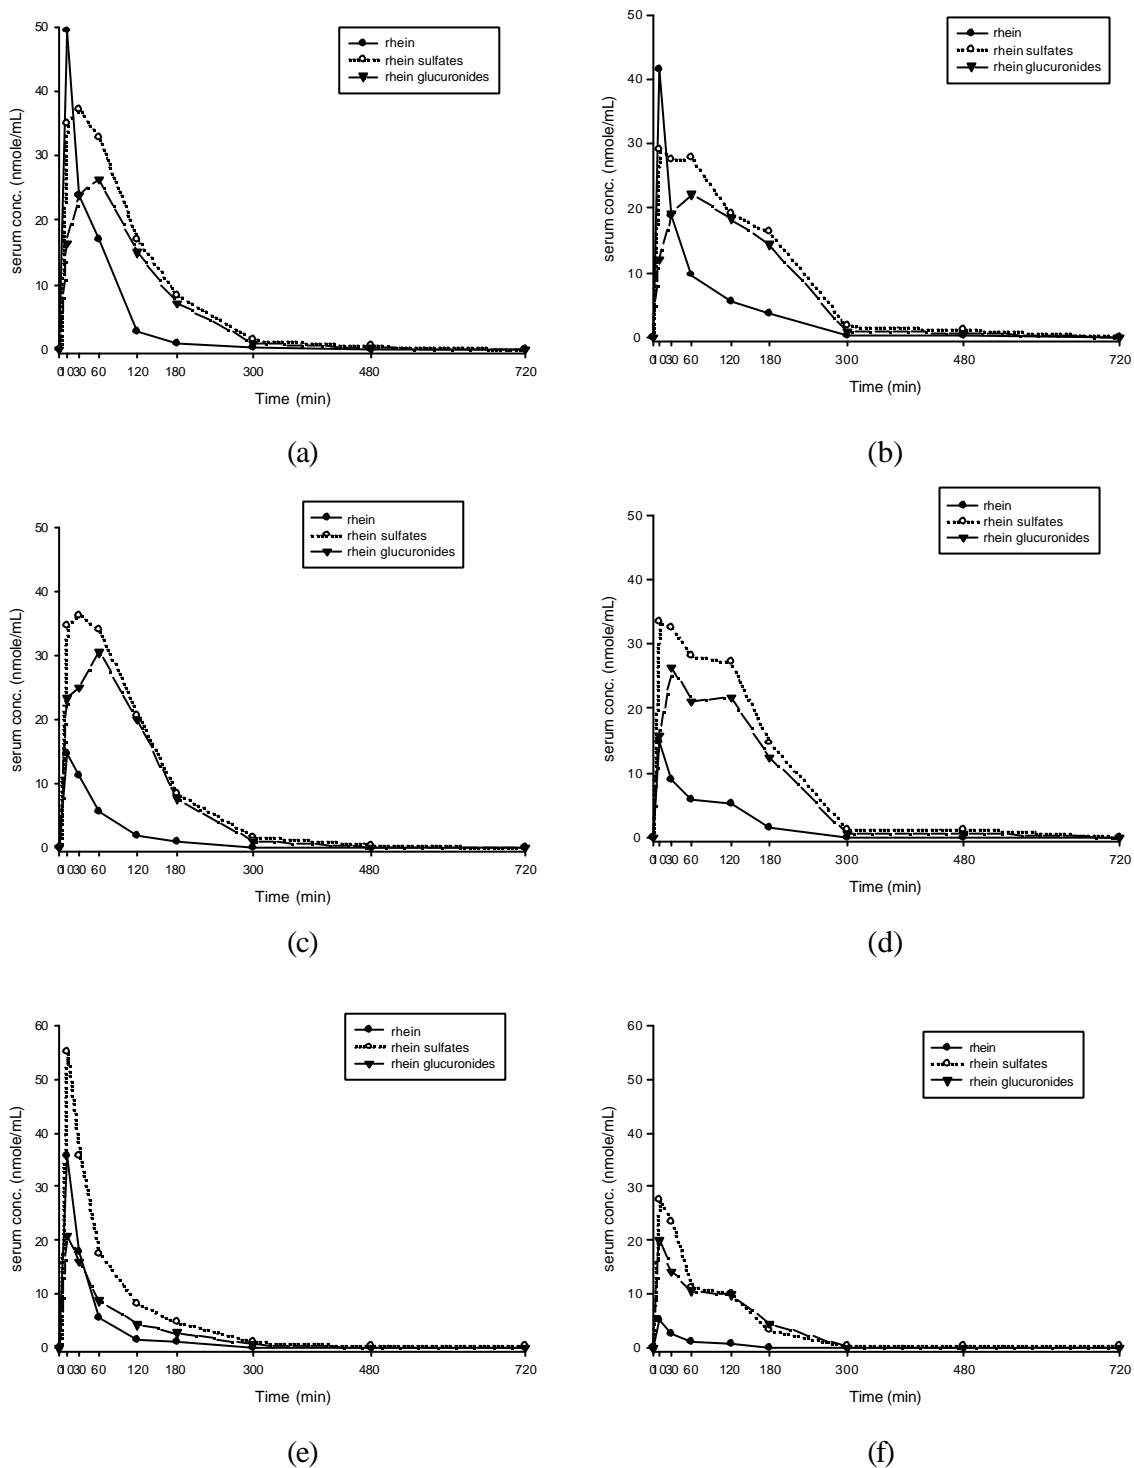 50
40
30
20
10
0
serum conc. (nmole/mL)
rhein
rhein sulfates
rhein glucuronides
0 10 30 60 120 180 300 480 720
Time (min)
(a)
50
40
30
20
10
0
serum conc. (nmole/mL)
rhein
rhein sulfates
rhein glucuronides
0 10 30 60 120 180 300 480 720
Time (min)
(b)
50
40
30
20
10
0
serum conc. (nmole/mL)
rhein
rhein sulfates
rhein glucuronides
0 10 30 60 120 180 300 480 720
Time (min)
(c)
50
40
30
20
10
0
serum conc. (nmole/mL)
rhein
rhein sulfates
rhein glucuronides
0 10 30 60 120 180 300 480 720
Time (min)
(d)
60
50
40
30
20
10
0
serum conc. (nmole/mL)
rhein
rhein sulfates
rhein glucuronides
0 10 30 60 120 180 300 480 720
Time (min)
(e)
60
50
40
30
20
10
0
serum conc. (nmole/mL)
rhein
rhein sulfates
rhein glucuronides
0 10 30 60 120 180 300 480 720
Time (min)
(f)